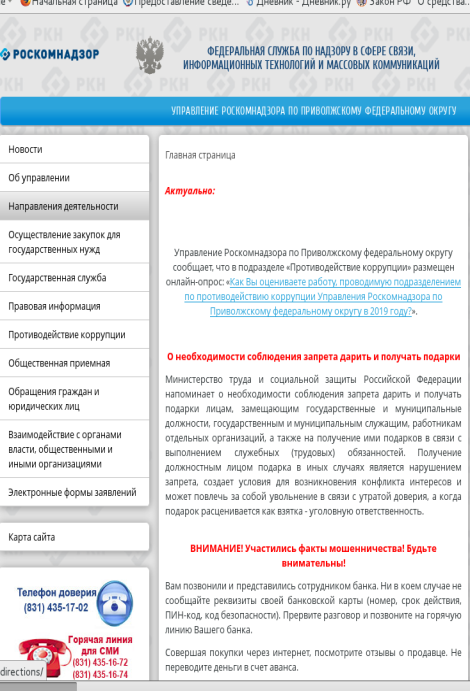 Начальная страница
Предоставление сведе...
Дневник - Дневник.ру
Закон РФ "О средства..
РОСКОМНАДЗОР
ФЕДЕРАЛЬНАЯ СЛУЖБА ПО НАДЗОРУ В СФЕРЕ СВЯЗИ,
ИНФОРМАЦИОННЫХ ТЕХНОЛОГИЙ И МАССОВЫХ КОММУНИКАЦИЙ
УПРАВЛЕНИЕ РОСКОМНАДЗОРА ПО ПРИВОЛЖСКОМУ ФЕДЕРАЛЬНОМУ ОКРУГУ
Новости
Об управлении
Направления деятельности
Осуществление закупок для
государственных нужд
Государственная служба
Правовая информация
Противодействие коррупции
Общественная приемная
Обращения граждан и
юридических лиц
Взаимодействие с органами
власти, общественными и
иными организациями
Электронные формы заявлений
Карта сайта
Телефон доверия
(831) 435-17-02
Горячая линия
для СМИ
(831) 435-16-72
(831) 435-16-74
directions/
Главная страница
Актуально:
Управление Роскомнадзора по Приволжскому федеральному округу
сообщает, что в подразделе «Противодействие коррупции» размещен
онлайн-опрос: «Как Вы оцениваете работу, проводимую подразделением
по противодействию коррупции Управления Роскомнадзора по
Приволжскому федеральному округу в 2019 году?».
О необходимости соблюдения запрета дарить и получать подарки
Министерство труда и социальной защиты Российской Федерации
напоминает о необходимости соблюдения запрета дарить и получать
подарки лицам, замещающим государственные и муниципальные
должности, государственным и муниципальным служащим, работникам
отдельных организаций, а также на получение ими подарков в связи с
выполнением служебных (трудовых) обязанностей. Получение
должностным лицом подарка в иных случаях является нарушением
запрета, создает условия для возникновения конфликта интересов и
может повлечь за собой увольнение в связи с утратой доверия, а когда
подарок расценивается как взятка - уголовную ответственность.
ВНИМАНИЕ! Участились факты мошенничества! Будьте
внимательны!
Вам позвонили и представились сотрудником банка. Ни в коем случае не
сообщайте реквизиты своей банковской карты (номер, срок действия,
ПИН-код, код безопасности). Прервите разговор и позвоните на горячую
линию Вашего банка.
Совершая покупки через интернет, посмотрите отзывы о продавце. Не
переводите деньги в счет аванса.